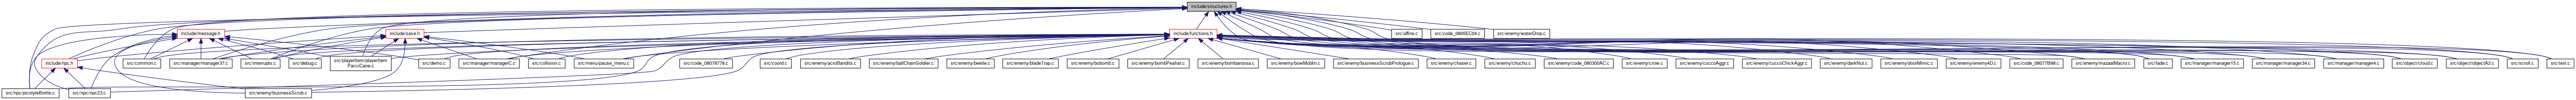 include/structures.h
include/message.h
include/save.h
include/functions.h
src/affine.c
src/code_0805EC04.c
src/enemy/waterDrop.c
include/npc.h
src/common.c
src/manager/manager37.c
src/interrupts.c
src/debug.c
src/playerItem/playerItem
PacciCane.c
src/demo.c
src/manager/managerC.c
src/collision.c
src/menu/pause_menu.c
src/code_08078778.c
src/coord.c
src/enemy/acroBandits.c
src/enemy/ballChainSoldier.c
src/enemy/beetle.c
src/enemy/bladeTrap.c
src/enemy/bobomb.c
src/enemy/bombPeahat.c
src/enemy/bombarossa.c
src/enemy/bowMoblin.c
src/enemy/businessScrubPrologue.c
src/enemy/chaser.c
src/enemy/chuchu.c
src/enemy/code_080300AC.c
src/enemy/crow.c
src/enemy/cuccoAggr.c
src/enemy/cuccoChickAggr.c
src/enemy/darkNut.c
src/enemy/doorMimic.c
src/enemy/enemy4D.c
src/code_08077B98.c
src/enemy/mazaalMacro.c
src/fade.c
src/manager/manager15.c
src/manager/manager34.c
src/manager/manager4.c
src/object/cloud.c
src/object/objectA2.c
src/scroll.c
src/text.c
src/npc/picolyteBottle.c
src/npc/npc23.c
src/enemy/businessScrub.c